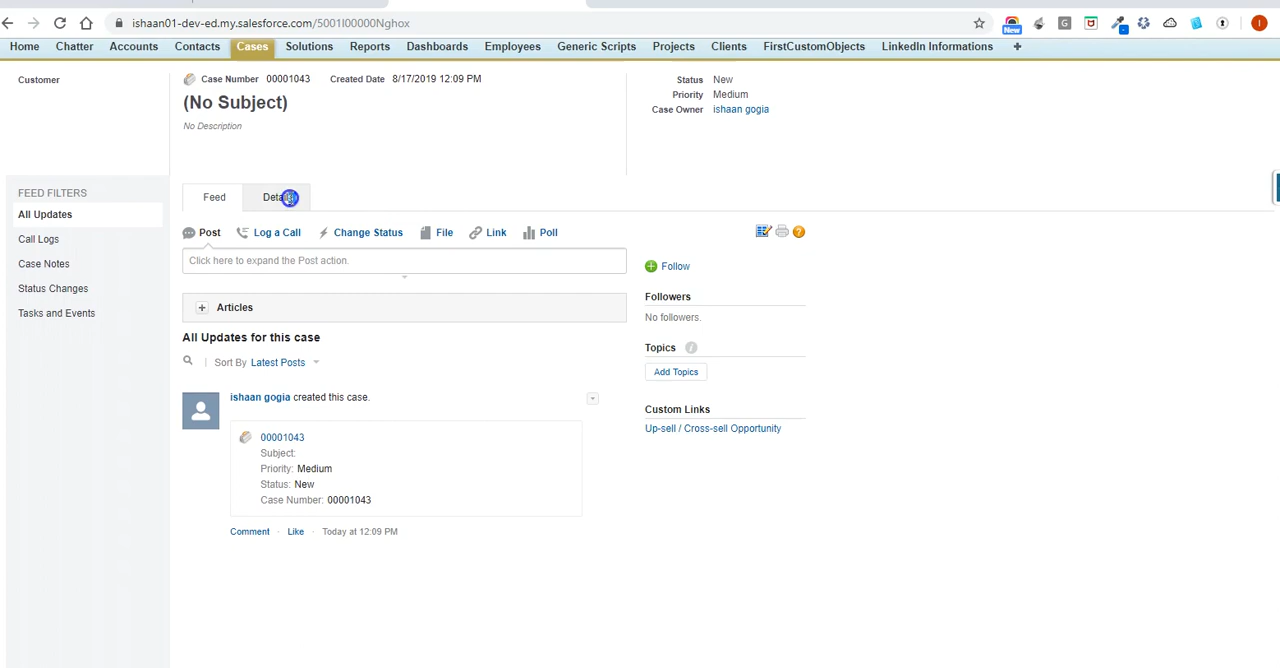 ishaan01-dev-ed.my.salesforce.com/5001I00000Nghox
New
G
I
Home Chatter Accounts Contacts Cases Solutions Reports Dashboards Employees Generic Scripts Projects Clients FirstCustomObjects LinkedIn Informations +
Customer
Case Number 00001043 Created Date 8/17/2019 12:09 PM
(No Subject)
No Description
Status New
Priority Medium
Case Owner ishaan gogia
FEED FILTERS
All Updates
Call Logs
Case Notes
Status Changes
Tasks and Events
Feed
Post Log a Call Change Status File Link Poll
Click here to expand the Post action.
Articles
All Updates for this case
Sort By Latest Posts
ishaan gogia created this case.
00001043
Subject:
Priority: Medium
Status: New
Case Number: 00001043
Comment · Like · Today at 12:09 PM
Follow
Followers
No followers.
Topics i
Add Topics
Custom Links
Up-sell / Cross-sell Opportunity